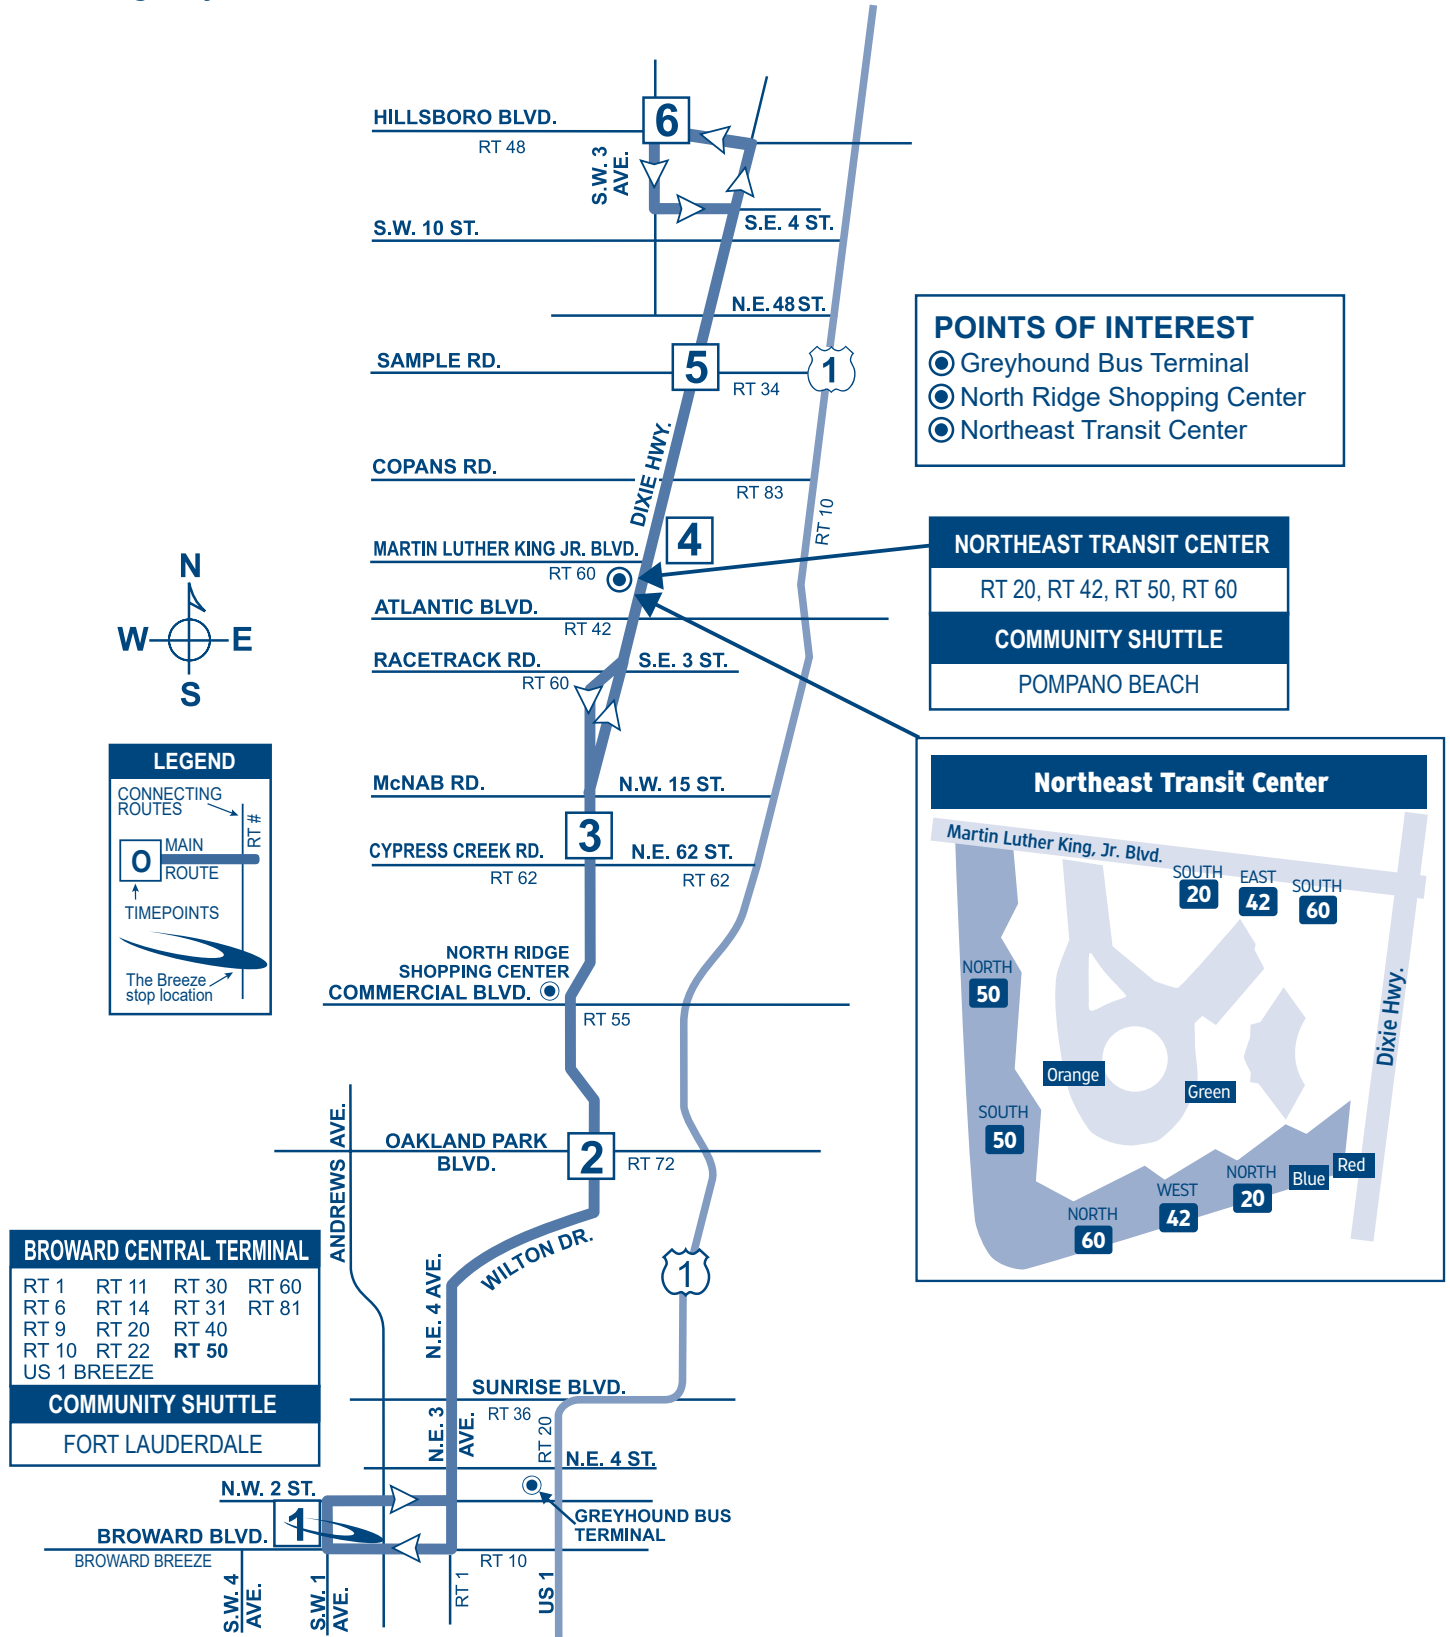 HILLSBORO BLVD.
RT 48
6
S.W. 3
AVE.
S.E. 4 ST.
S.W. 10 ST.
N.E. 48 ST.
SAMPLE RD.
5
RT 34
1
DIXIE HWY.
COPANS RD.
RT 83
RT 10
4
MARTIN LUTHER KING JR. BLVD.
RT 60
ATLANTIC BLVD.
RT 42
RACETRACK RD.
S.E. 3 ST.
RT 60
McNAB RD.
N.W. 15 ST.
3
CYPRESS CREEK RD.
N.E. 62 ST.
RT 62
RT 62
NORTH RIDGE
SHOPPING CENTER
COMMERCIAL BLVD.
RT 55
ANDREWS AVE.
OAKLAND PARK
BLVD.
2
RT 72
WILTON DR.
N.E. 4 AVE.
1
SUNRISE BLVD.
RT 36
N.E. 3
AVE.
RT 20
N.E. 4 ST.
N.W. 2 ST.
1
GREYHOUND BUS
TERMINAL
BROWARD BLVD.
BROWARD BREEZE
RT 10
S.W. 4
AVE.
S.W. 1
AVE.
RT 1
US 1
POINTS OF INTEREST
Greyhound Bus Terminal
North Ridge Shopping Center
Northeast Transit Center
NORTHEAST TRANSIT CENTER
RT 20, RT 42, RT 50, RT 60
COMMUNITY SHUTTLE
POMPANO BEACH
N
W E
S
LEGEND
CONNECTING
ROUTES
RT #
O
MAIN
ROUTE
TIMEPOINTS
The Breeze
stop location
BROWARD CENTRAL TERMINAL
RT 1 RT 11 RT 30 RT 60
RT 6 RT 14 RT 31 RT 81
RT 9 RT 20 RT 40
RT 10 RT 22 RT 50
US 1 BREEZE
COMMUNITY SHUTTLE
FORT LAUDERDALE
Northeast Transit Center
Martin Luther King, Jr. Blvd.
SOUTH
20
EAST
42
SOUTH
60
NORTH
50
Dixie Hwy.
Orange
Green
SOUTH
50
NORTH
60
WEST
42
NORTH
20
Blue
Red